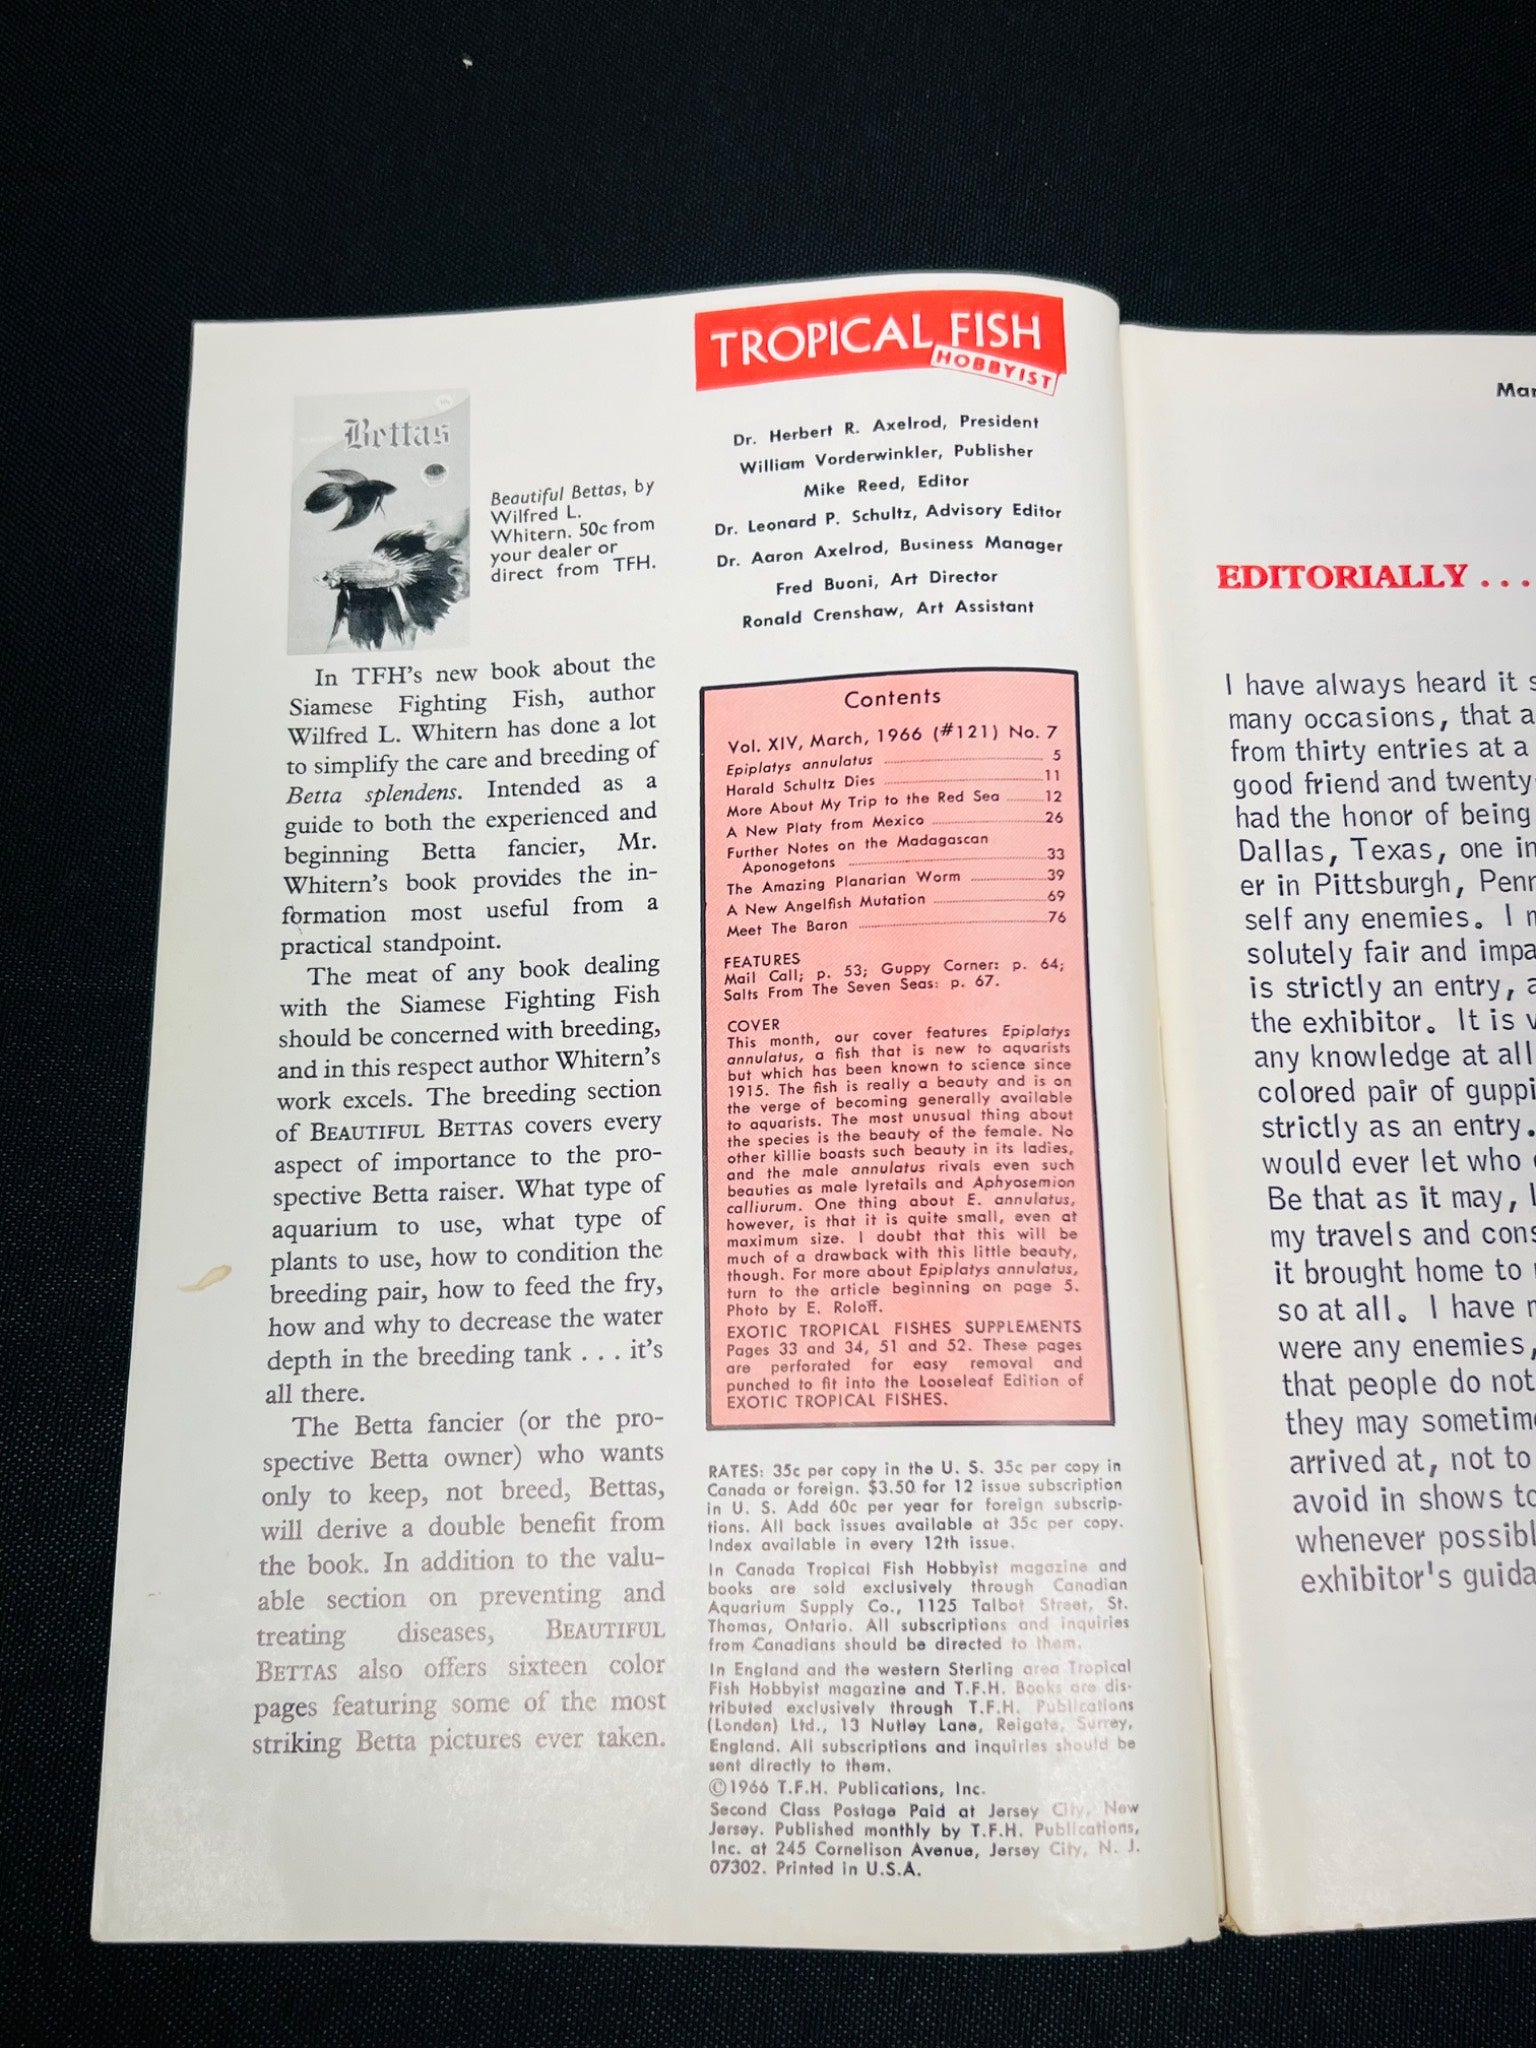 Bettas
Beautiful Bettas, by
Wilfred L.
Whitern. 50c from
your dealer or
direct from TFH.
In TFH's new book about the
Siamese Fighting Fish, author
Wilfred L. Whitern has done a lot
to simplify the care and breeding of
Betta splendens. Intended as a
guide to both the experienced and
beginning Betta fancier, Mr.
Whitern's book provides the in-
formation most useful from a
practical standpoint.
The meat of any book dealing
with the Siamese Fighting Fish
should be concerned with breeding,
and in this respect author Whitern's
work excels. The breeding section
of BEAUTIFUL BETTAS covers every
aspect of importance to the pro-
spective Betta raiser. What type of
aquarium to use, what type of
plants to use, how to condition the
breeding pair, how to feed the fry,
how and why to decrease the water
depth in the breeding tank . . . it's
all there.
The Betta fancier (or the pro-
spective Betta owner) who wants
only to keep, not breed, Bettas,
will derive a double benefit from
the book. In addition to the valu-
able section on preventing and
treating diseases, BEAUTIFUL
BETTAS also offers sixteen color
pages featuring some of the most
striking Betta pictures ever taken.
TROPICAL FISH
HOBBYIST
Dr. Herbert R. Axelrod, President
William Vorderwinkler, Publisher
Mike Reed, Editor
Dr. Leonard P. Schultz, Advisory Editor
Dr. Aaron Axelrod, Business Manager
Fred Buoni, Art Director
Ronald Crenshaw, Art Assistant
Contents
Vol. XIV, March, 1966 (#121) No. 7
Epiplatys annulatus 5
Harald Schultz Dies 11
More About My Trip to the Red Sea 12
A New Platy from Mexico 26
Further Notes on the Madagascan
Aponogetons 33
The Amazing Planarian Worm 39
A New Angelfish Mutation 69
Meet The Baron 76
FEATURES
Mail Call; p. 53; Guppy Corner: p. 64;
Salts From The Seven Seas: p. 67.
COVER
This month, our cover features Epiplatys
annulatus, a fish that is new to aquarists
but which has been known to science since
1915. The fish is really a beauty and is on
the verge of becoming generally available
to aquarists. The most unusual thing about
the species is the beauty of the female. No
other killie boasts such beauty in its ladies,
and the male annulatus rivals even such
beauties as male lyretails and Aphyosemion
calliurum. One thing about E. annulatus,
however, is that it is quite small, even at
maximum size. I doubt that this will be
much of a drawback with this little beauty,
though. For more about Epiplatys annulatus,
turn to the article beginning on page 5.
Photo by E. Roloff.
EXOTIC TROPICAL FISHES SUPPLEMENTS
Pages 33 and 34, 51 and 52. These pages
are perforated for easy removal and
punched to fit into the Looseleaf Edition of
EXOTIC TROPICAL FISHES.
RATES: 35c per copy in the U. S. 35c per copy in
Canada or foreign. $3.50 for 12 issue subscription
in U. S. Add 60c per year for foreign subscrip-
tions. All back issues available at 35c per copy.
Index available in every 12th issue.
In Canada Tropical Fish Hobbyist magazine and
books are sold exclusively through Canadian
Aquarium Supply Co., 1125 Talbot Street, St.
Thomas, Ontario. All subscriptions and inquiries
from Canadians should be directed to them.
In England and the western Sterling area Tropical
Fish Hobbyist magazine and T.F.H. Books are dis-
tributed exclusively through T.F.H. Publications
(London) Ltd., 13 Nutley Lane, Reigate, Surrey,
England. All subscriptions and inquiries should be
sent directly to them.
©1966 T.F.H. Publications, Inc.
Second Class Postage Paid at Jersey City, New
Jersey. Published monthly by T.F.H. Publications,
Inc. at 245 Cornelison Avenue, Jersey City, N. J.
07302. Printed in U.S.A.
Mar
EDITORIALLY . . .
I have always heard it s
many occasions, that a
from thirty entries at a
good friend and twenty-
had the honor of being
Dallas, Texas, one in
er in Pittsburgh, Penn
self any enemies. I m
solutely fair and impa
is strictly an entry, a
the exhibitor. It is v
any knowledge at all
colored pair of guppi
strictly as an entry.
would ever let who
Be that as it may, I
my travels and cons
it brought home to
so at all. I have n
were any enemies,
that people do not
they may sometim
arrived at, not to
avoid in shows to
whenever possibl
exhibitor's guida